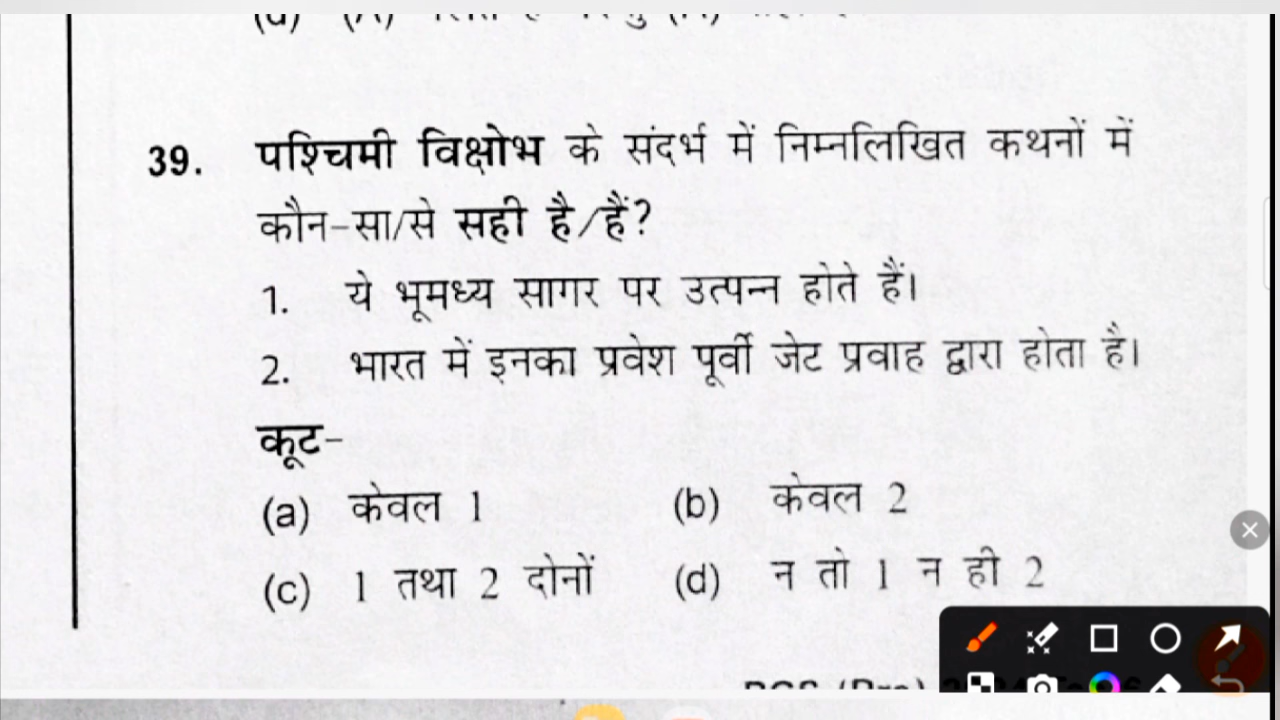 39. पश्चिमी विक्षोभ के संदर्भ में निम्नलिखित कथनों में
कौन-सा/से सही है/हैं?
1. ये भूमध्य सागर पर उत्पन्न होते हैं।
2. भारत में इनका प्रवेश पूर्वी जेट प्रवाह द्वारा होता है।
कूट-
(a) केवल 1 (b) केवल 2
(c) 1 तथा 2 दोनों (d) न तो 1 न ही 2